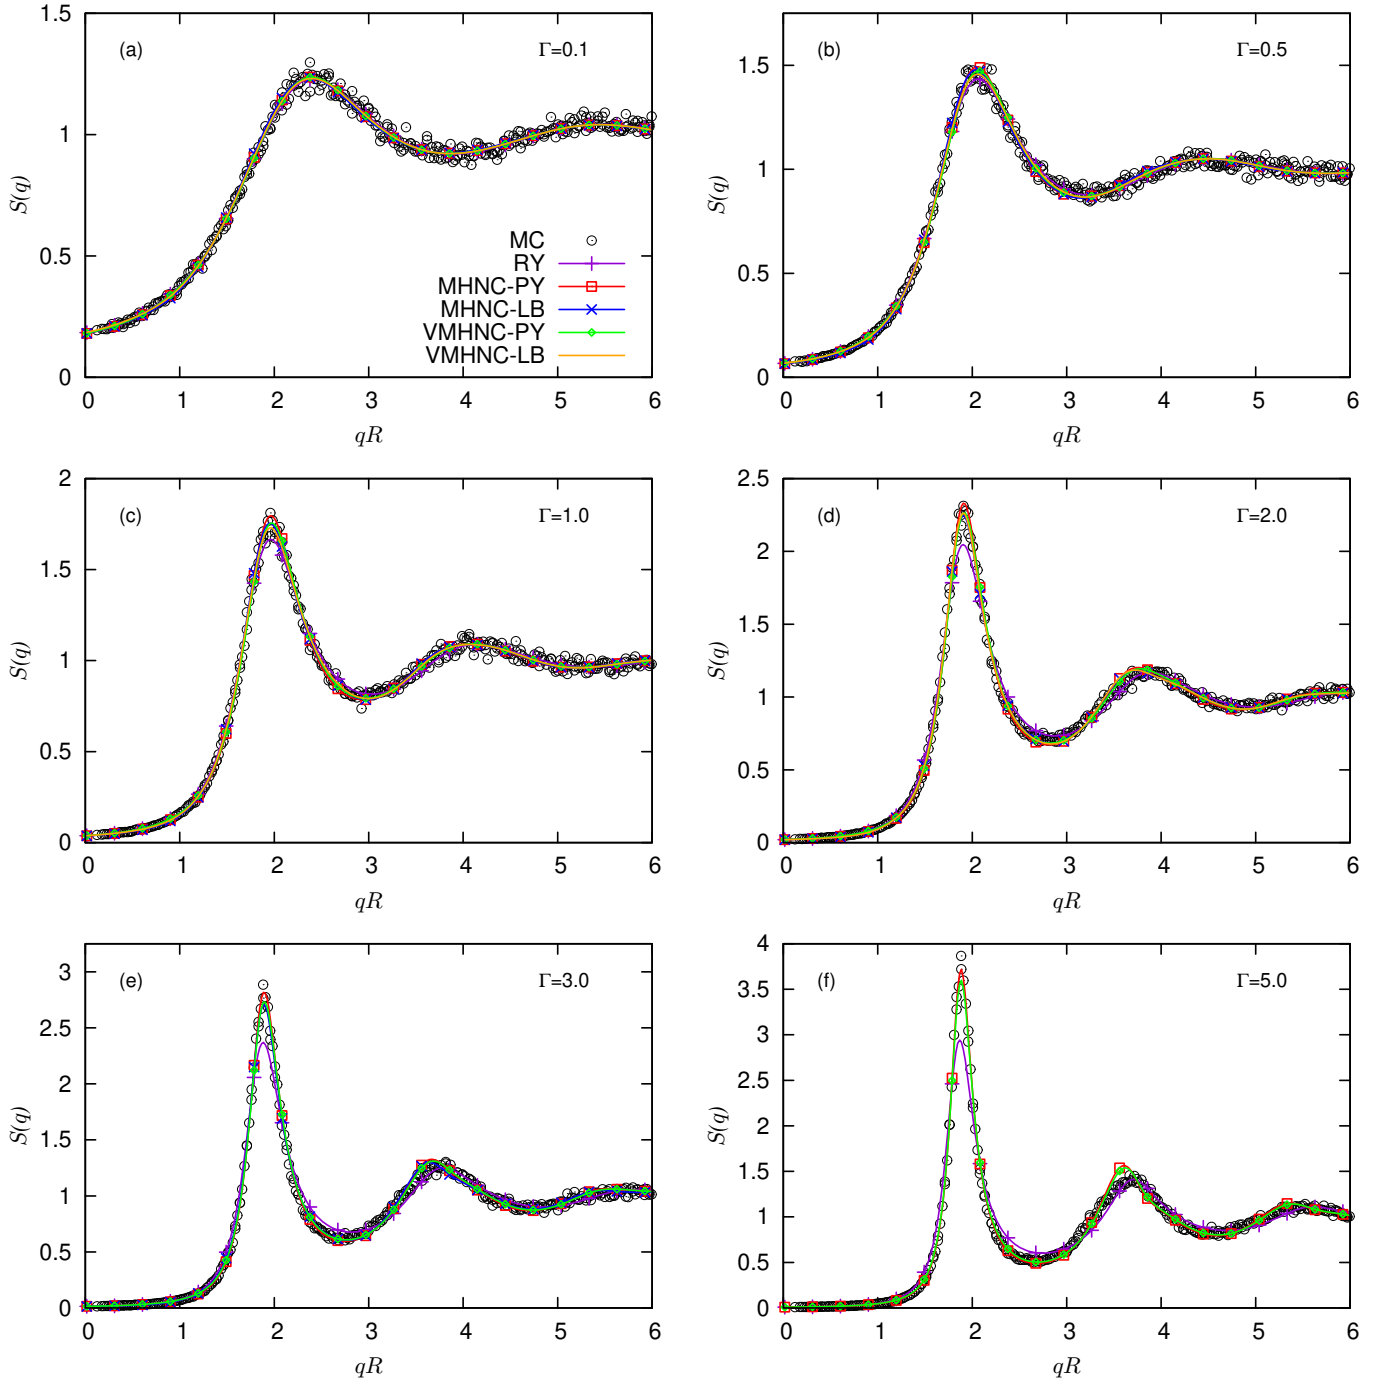 (a)
Γ=0.1
S(q)
1.5
1
0.5
0
0 1 2 3 4 5 6
qR
MC
RY
MHNC-PY
MHNC-LB
VMHNC-PY
VMHNC-LB
(b)
Γ=0.5
S(q)
1.5
1
0.5
0
0 1 2 3 4 5 6
qR
(c)
Γ=1.0
S(q)
2
1.5
1
0.5
0
0 1 2 3 4 5 6
qR
(d)
Γ=2.0
S(q)
2.5
2
1.5
1
0.5
0
0 1 2 3 4 5 6
qR
(e)
Γ=3.0
S(q)
3
2.5
2
1.5
1
0.5
0
0 1 2 3 4 5 6
qR
(f)
Γ=5.0
S(q)
4
3.5
3
2.5
2
1.5
1
0.5
0
0 1 2 3 4 5 6
qR